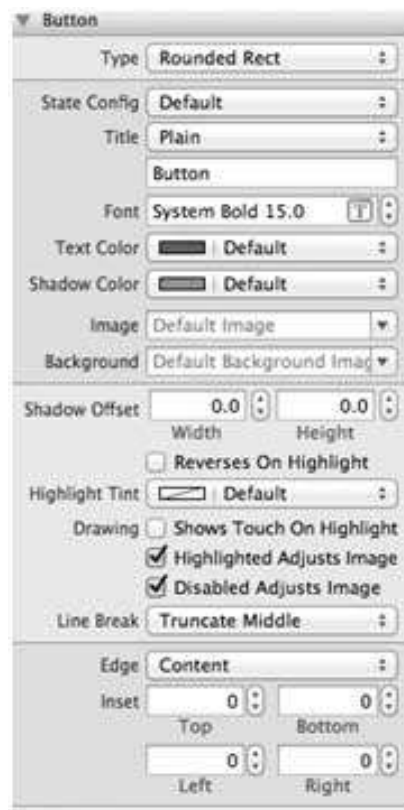 Button
Type Rounded Rect
State Config Default
Title Plain
Button
Font System Bold 15.0 T
Text Color Default
Shadow Color Default
Image Default Image
Background Default Background Imag
Shadow Offset 0.0 0.0
Width Height
Reverses On Highlight
Highlight Tint Default
Drawing Shows Touch On Highlight
Highlighted Adjusts Image
Disabled Adjusts Image
Line Break Truncate Middle
Edge Content
Inset 0 0
Top Bottom
0 0
Left Right